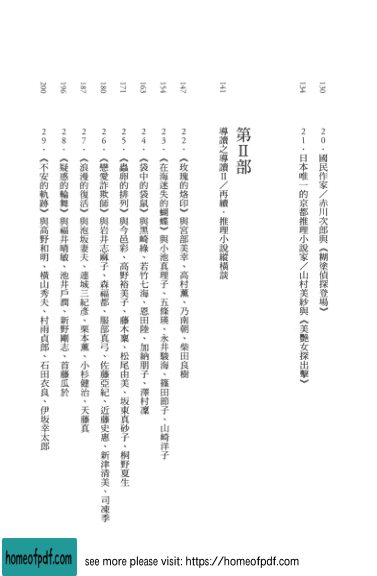 130 20．國民作家／赤川次郎與《糊塗偵探登場》
134 21．日本唯一的京都推理小說家／山村美紗與《美艷女探出擊》
第Ⅱ部
141 導讀之導讀Ⅱ／再續．推理小說縱橫談
147 22．《玫瑰的烙印》與宮部美幸、高村薰、乃南朝、柴田良樹
154 23．《在海迷失的蝴蝶》與小池真理子、五條瑛、永井駿海、篠田節子、山崎洋子
163 24．《袋中的袋鼠》與黑崎綠、若竹七海、恩田陸、加納朋子、澤村凜
171 25．《蟲卵的排列》與今邑彩、高野裕美子、藤木稟、松尾由美、坂東真砂子、桐野夏生
180 26．《戀愛詐欺師》與岩井志麻子、森福都、服部真弓、佐藤亞紀、近藤史惠、新津清美、司凍季
187 27．《浪漫的復活》與泡坂妻夫、連城三紀彥、栗本薰、小杉健治、天藤真
196 28．《疑惑的輪舞》與福井晴敏、池井戶潤、新野剛志、首藤瓜於
200 29．《不安的軌跡》與高野和明、橫山秀夫、村雨貞郎、石田衣良、伊坂幸太郎
homeofpdf.com
see more please visit: https://homeofpdf.com